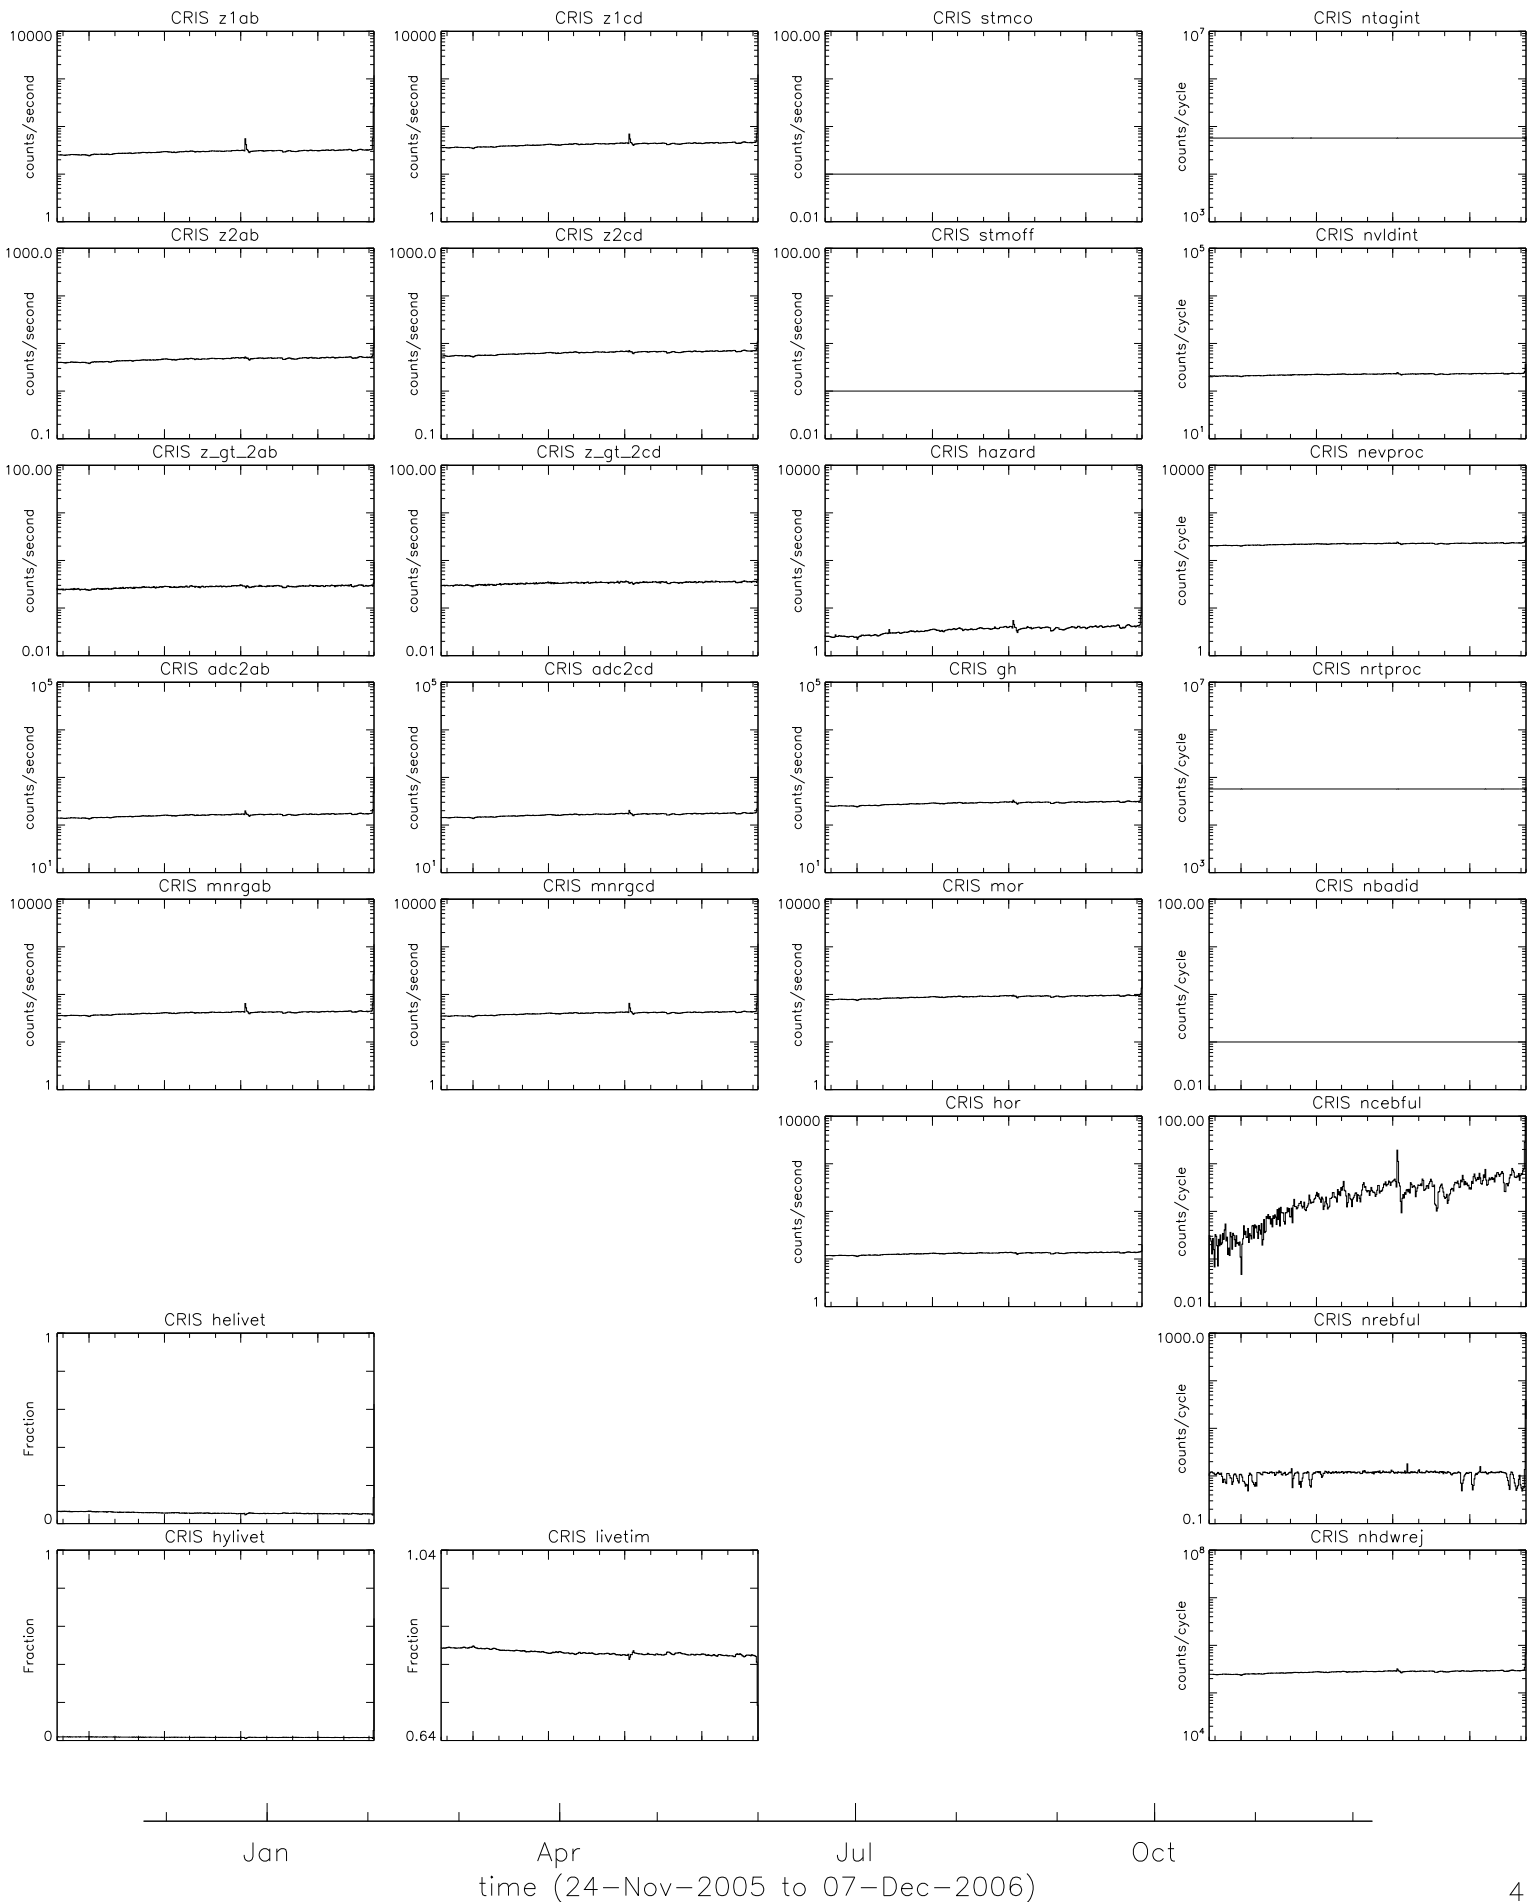 CRIS z1ab
10000
counts/second
1
CRIS z1cd
10000
counts/second
1
CRIS stmco
100.00
counts/second
0.01
CRIS ntagint
10⁷
counts/cycle
10³
CRIS z2ab
1000.0
counts/second
0.1
CRIS z2cd
1000.0
counts/second
0.1
CRIS stmoff
100.00
counts/second
0.01
CRIS nvldint
10⁵
counts/cycle
10¹
CRIS z_gt_2ab
100.00
counts/second
0.01
CRIS z_gt_2cd
100.00
counts/second
0.01
CRIS hazard
10000
counts/second
1
CRIS nevproc
10000
counts/cycle
1
CRIS adc2ab
10⁵
counts/second
10¹
CRIS adc2cd
10⁵
counts/second
10¹
CRIS gh
10000
counts/second
1
CRIS nrtproc
10⁷
counts/cycle
10³
CRIS mnrgab
10000
counts/second
1
CRIS mnrgcd
10000
counts/second
1
CRIS mor
10000
counts/second
1
CRIS nbadid
100.00
counts/cycle
0.01
CRIS hor
10000
counts/second
1
CRIS ncebful
100.00
counts/cycle
0.01
CRIS helivet
1
Fraction
0
CRIS nrebful
1000.0
counts/cycle
0.1
CRIS hylivet
1
Fraction
0
CRIS livetim
1.04
Fraction
0.64
CRIS nhdwrej
10⁸
counts/cycle
10⁴
Jan Apr Jul Oct
time (24-Nov-2005 to 07-Dec-2006)
4